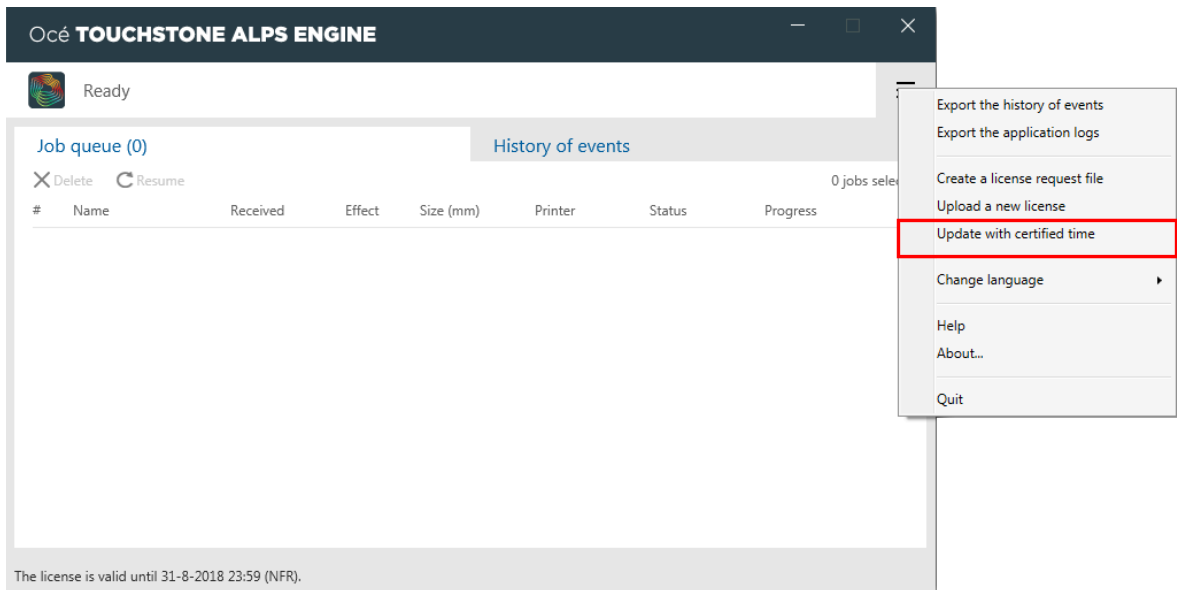 Océ TOUCHSTONE ALPS ENGINE
Ready
Job queue (0)
History of events
Delete
Resume
0 jobs selec
# Name Received Effect Size (mm) Printer Status Progress
Export the history of events
Export the application logs
Create a license request file
Upload a new license
Update with certified time
Change language
Help
About...
Quit
The license is valid until 31-8-2018 23:59 (NFR).